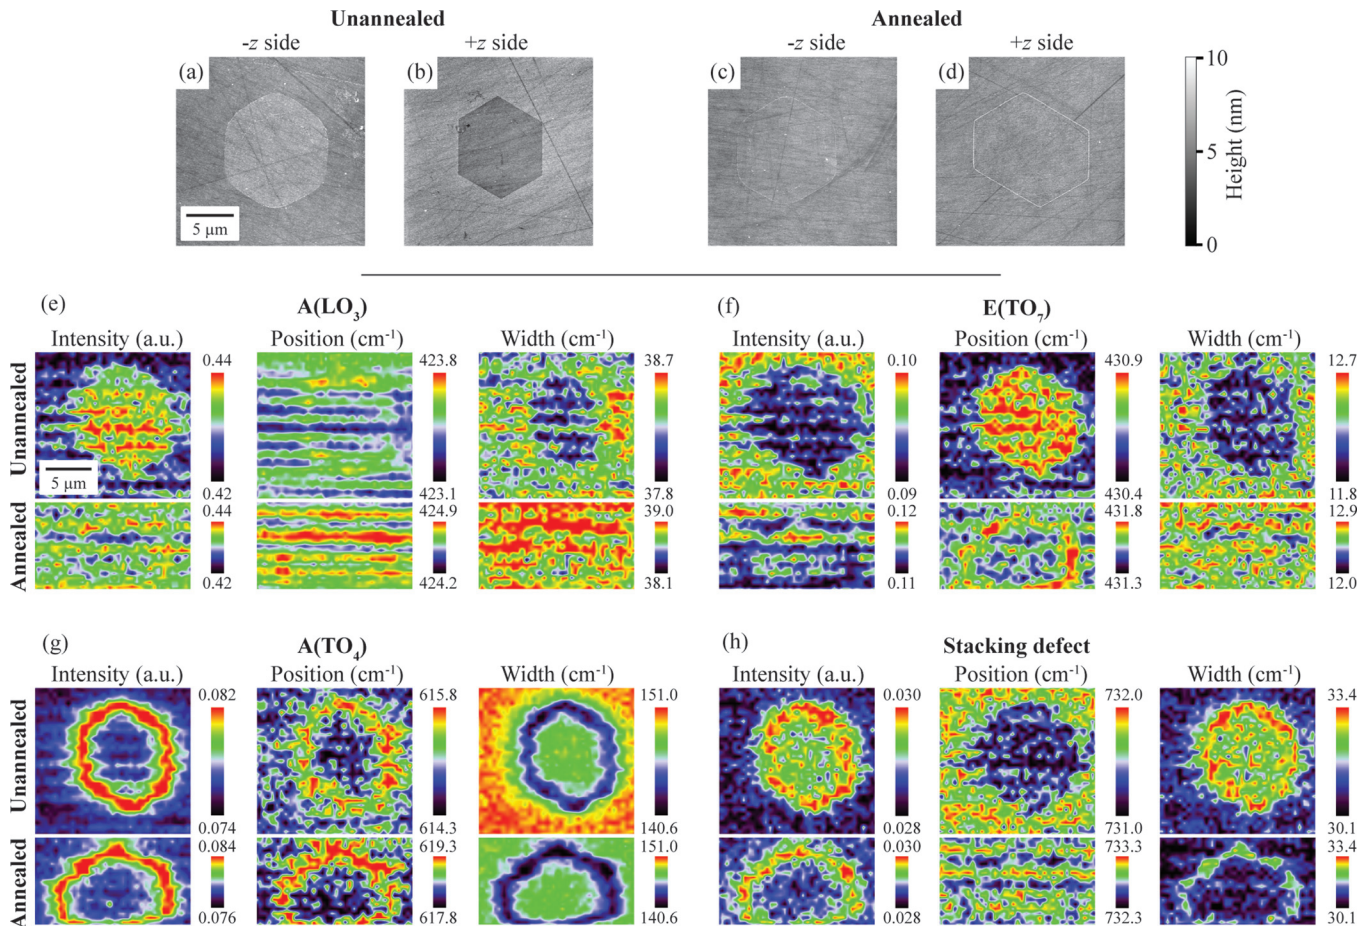 Unannealed Annealed
-z side +z side -z side +z side
(a) (b) (c) (d)
10
5
0
Height (nm)
5 μm
(e) A(LO3) (f) E(TO7)
Intensity (a.u.) Position (cm-1) Width (cm-1) Intensity (a.u.) Position (cm-1) Width (cm-1)
Unannealed
0.44 423.8 38.7 0.10 430.9 12.7
5 μm
0.42 423.1 37.8 0.09 430.4 11.8
Annealed
0.44 424.9 39.0 0.12 431.8 12.9
0.42 424.2 38.1 0.11 431.3 12.0
(g) A(TO4) (h) Stacking defect
Intensity (a.u.) Position (cm-1) Width (cm-1) Intensity (a.u.) Position (cm-1) Width (cm-1)
Unannealed
0.082 615.8 151.0 0.030 732.0 33.4
0.074 614.3 140.6 0.028 731.0 30.1
Annealed
0.084 619.3 151.0 0.030 733.3 33.4
0.076 617.8 140.6 0.028 732.3 30.1